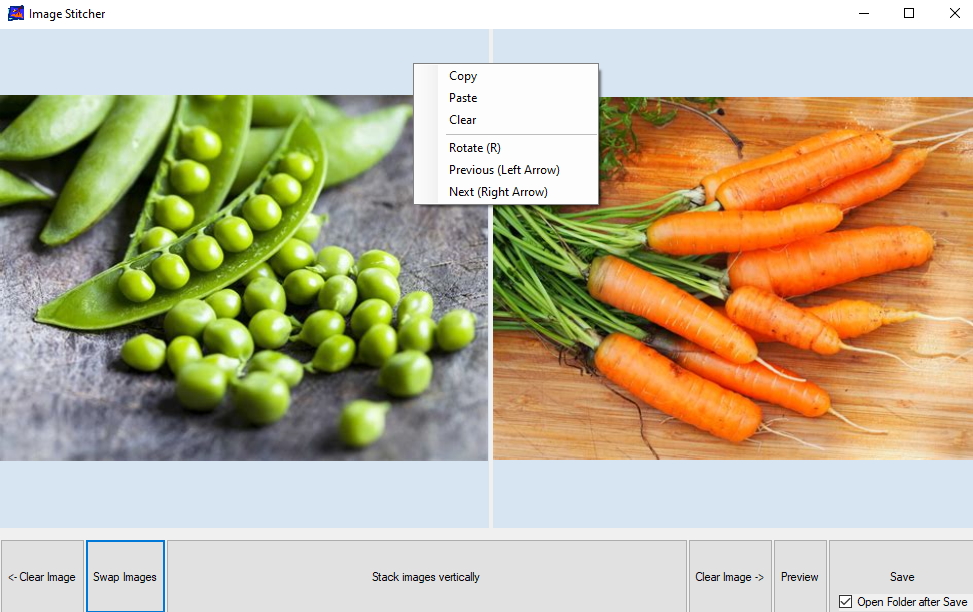 Image Stitcher
Copy
Paste
Clear
Rotate (R)
Previous (Left Arrow)
Next (Right Arrow)
<- Clear Image
Swap Images
Stack images vertically
Clear Image ->
Preview
Save
Open Folder after Save